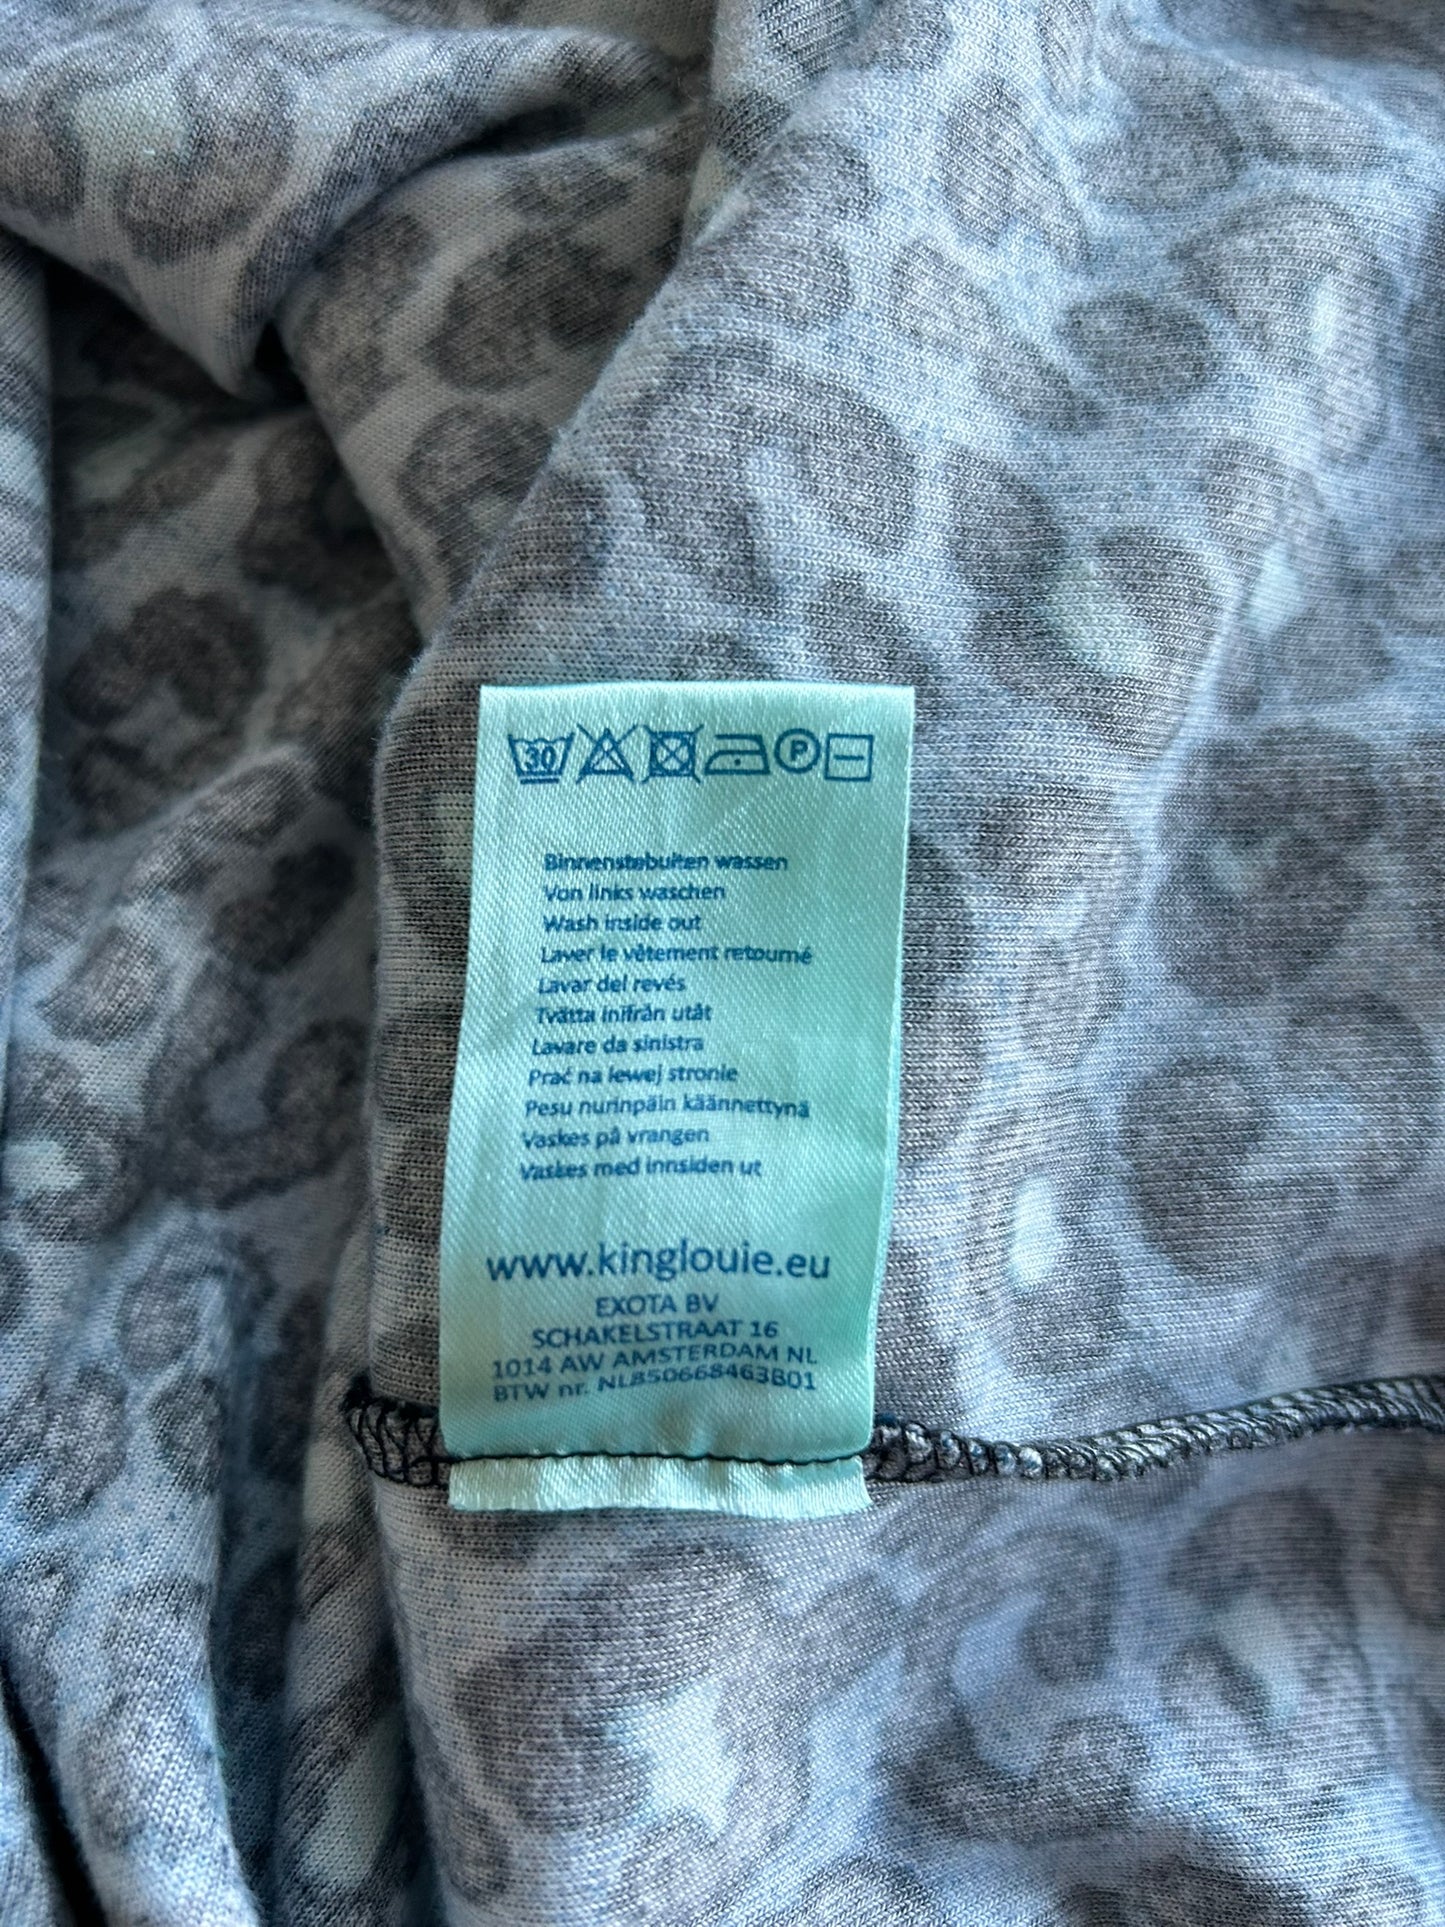 30 P
Binnenstebuiten wassen
Von links waschen
Wash inside out
Laver le vêtement retourné
Lavar del revés
Tvätta inifrån utåt
Lavare da sinistra
Prać na lewej stronie
Pesu nurinpäin käännettynä
Vaskes på vrangen
Vaskes med innsiden ut
www.kinglouie.eu
EXOTA BV
SCHAKELSTRAAT 16
1014 AW AMSTERDAM NL
BTW nr. NL850668463B01